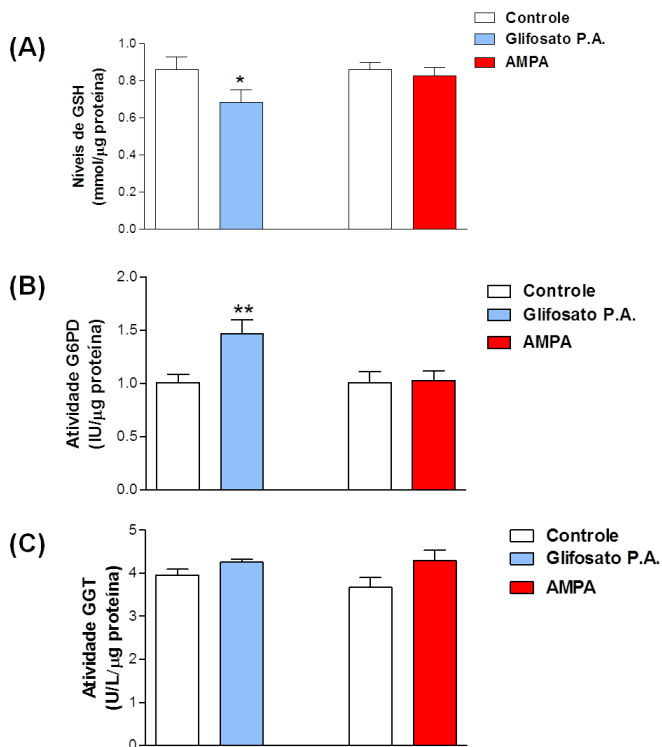 (A)
Controle
Glifosato P.A.
AMPA
Níveis de GSH
(mmol/µg proteína)
1.0
0.8
0.6
0.4
0.2
0.0
*
(B)
Controle
Glifosato P.A.
AMPA
Atividade G6PD
(IU/µg proteína)
2.0
1.5
1.0
0.5
0.0
**
(C)
Controle
Glifosato P.A.
AMPA
Atividade GGT
(U/L/µg proteína)
5
4
3
2
1
0